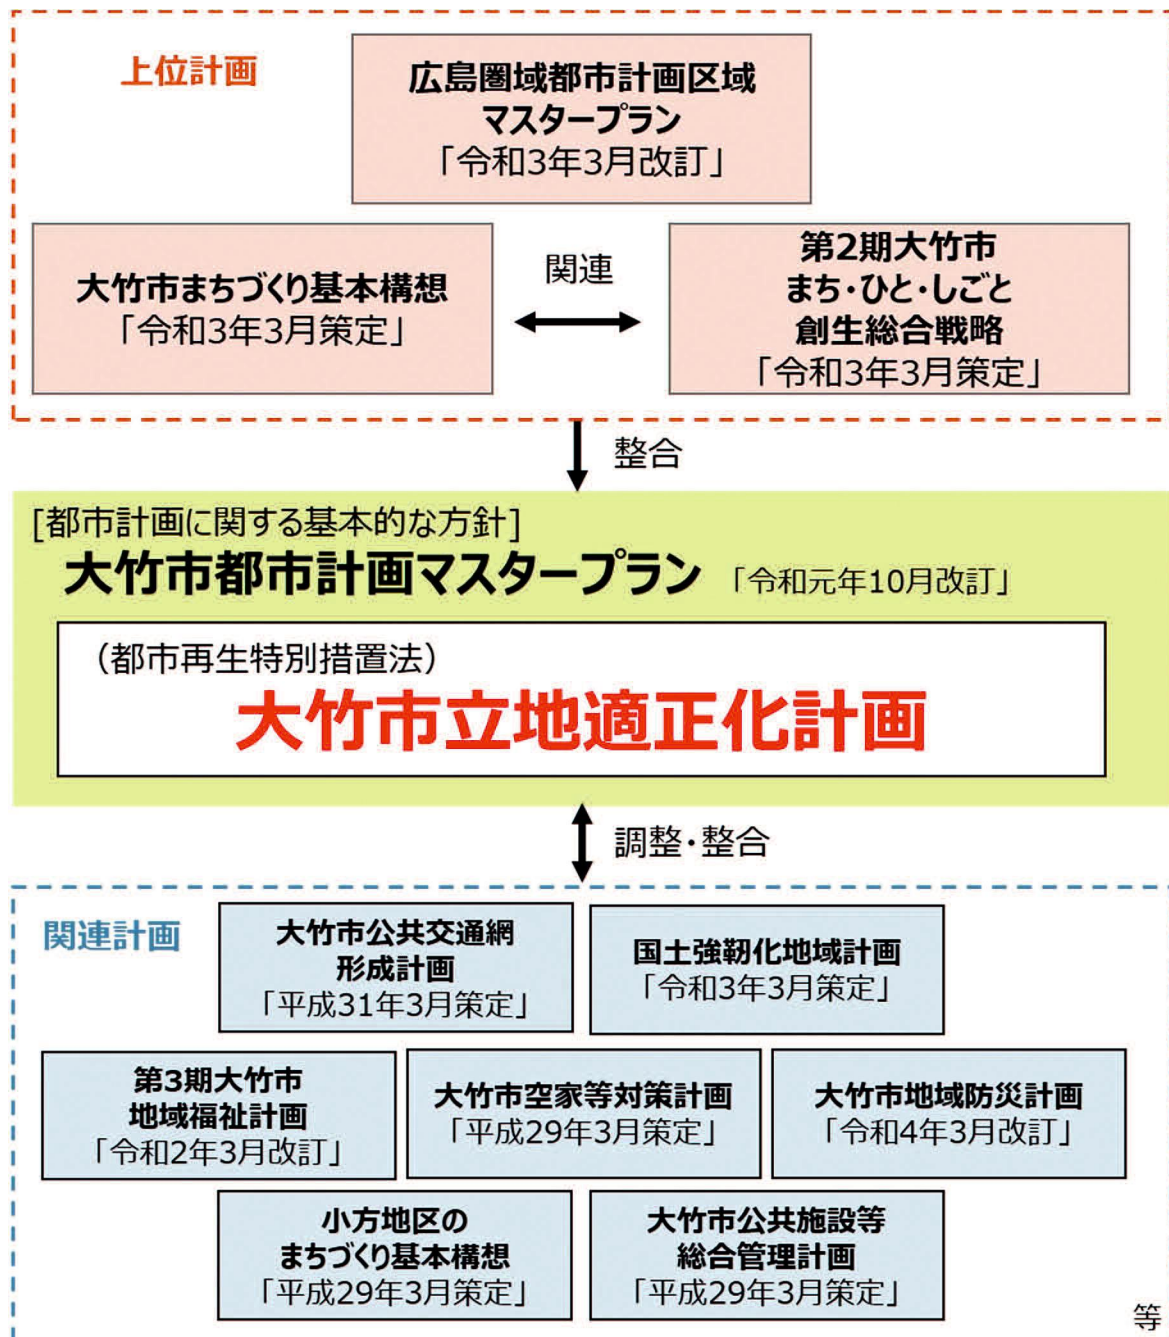 上位計画
広島圏域都市計画区域
マスタープラン
「令和3年3月改訂」
大竹市まちづくり基本構想
「令和3年3月策定」
関連
第2期大竹市
まち・ひと・しごと
創生総合戦略
「令和3年3月策定」
整合
[都市計画に関する基本的な方針]
大竹市都市計画マスタープラン 「令和元年10月改訂」
（都市再生特別措置法）
大竹市立地適正化計画
調整・整合
関連計画
大竹市公共交通網
形成計画
「平成31年3月策定」
国土強靭化地域計画
「令和3年3月策定」
第3期大竹市
地域福祉計画
「令和2年3月改訂」
大竹市空家等対策計画
「平成29年3月策定」
大竹市地域防災計画
「令和4年3月改訂」
小方地区の
まちづくり基本構想
「平成29年3月策定」
大竹市公共施設等
総合管理計画
「平成29年3月策定」
等